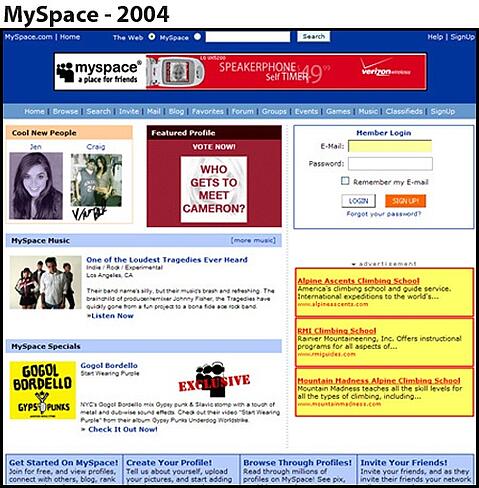 MySpace - 2004
MySpace.com | Home The Web MySpace Search Help | SignUp
myspace
a place for friends
LG UX5200
SPEAKERPHONE
Self TIMER
49 99
verizon wireless
Home | Browse | Search | Invite | Mail | Blog | Favorites | Forum | Groups | Events | Games | Music | Classifieds | SignUp
Cool New People
Jen Craig
Featured Profile
VOTE NOW!
WHO
GETS TO
MEET
CAMERON?
Member Login
E-Mail:
Password:
Remember my E-mail
LOGIN SIGN UP!
Forgot your password?
MySpace Music [more music]
One of the Loudest Tragedies Ever Heard
Indie / Rock / Experimental
Los Angeles, CA
Their band name's silly, but their music's brash and refreshing. The
brainchild of producer/remixer Johnny Fisher, the Tragedies have
quickly gone from a fun project to a bona fide ace rock band.
»Listen Now
advertisement
Alpine Ascents Climbing School
America's climbing school and guide service.
International expeditions to the world's...
www.alpineascents.com
RMI Climbing School
Rainier Mountaineering, Inc. Offers instructional
programs for all aspects of...
www.rmiguides.com
Mountain Madness Alpine Climbing School
Mountain Madness teaches all the skill levels for
all the types of climbing, including...
www.mountainmadness.com
MySpace Specials
GOGOL
BORDELLO
GYPSY PUNKS
Gogol Bordello
Start Wearing Purple
EXCLUSIVE
NYC's Gogol Bordello mix Gypsy punk & Slavic stomp with a touch of
metal and dub-wise sound effects. Check out their video "Start Wearing
Purple" from their album Gypsy Punks Underdog Worldstrike.
» Check It Out Now!
Get Started On MySpace!
Join for free, and view profiles,
connect with others, blog, rank
Create Your Profile!
Tell us about yourself, upload
your pictures, and start adding
Browse Through Profiles!
Read through millions of
profiles on MySpace! See pix,
Invite Your Friends!
Invite your friends, and as they
invite their friends your network